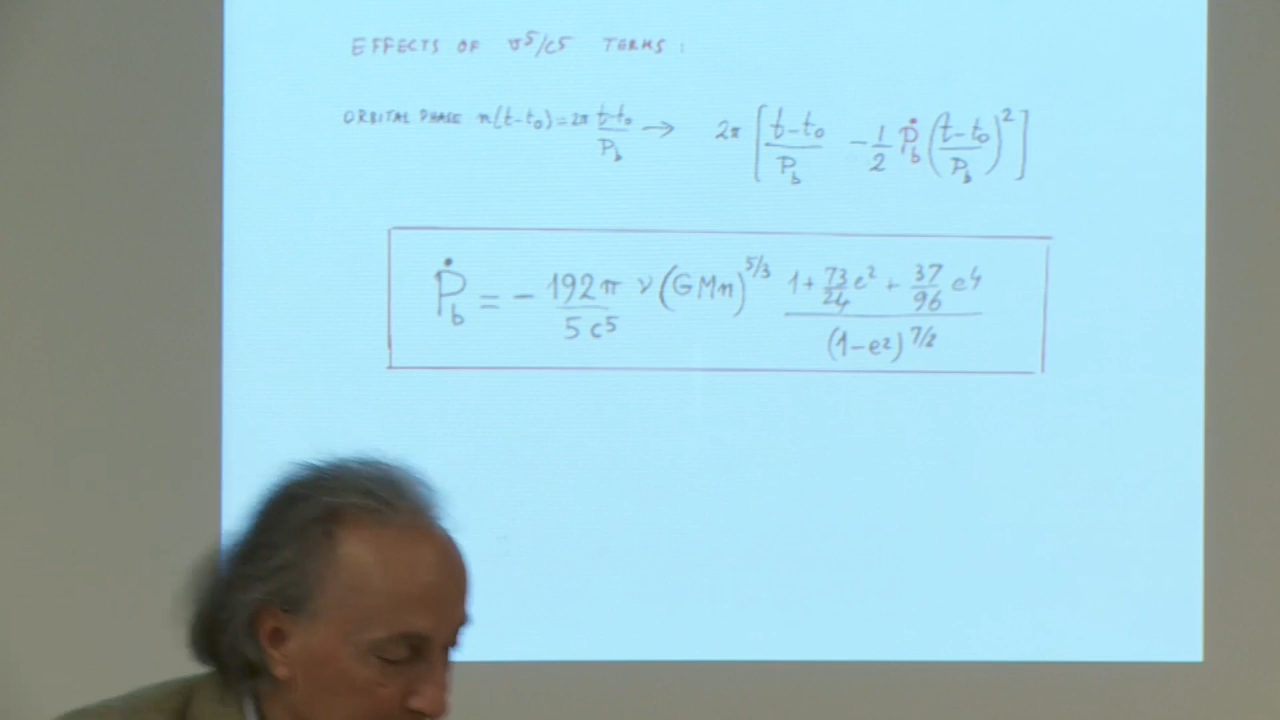 EFFECTS OF v⁵/c⁵ TERMS :
ORBITAL PHASE n(t-t₀) = 2π (t-t₀)/P_b → 2π [ (t-t₀)/P_b - 1/2 Ṗ_b ((t-t₀)/P_b)² ]
Ṗ_b = - 192π/5c⁵ ν (GMn)^5/3 (1 + 73/24 e² + 37/96 e⁴)/(1-e²)^7/2